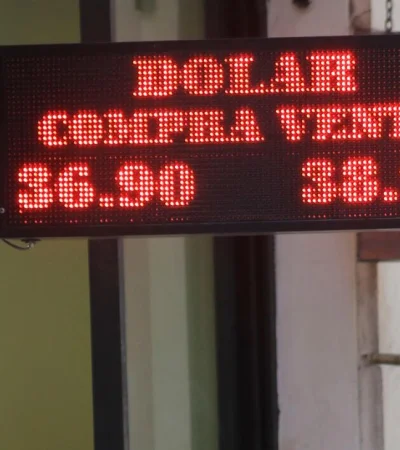 DOLAR
COMPRA VENT
36.90 38.